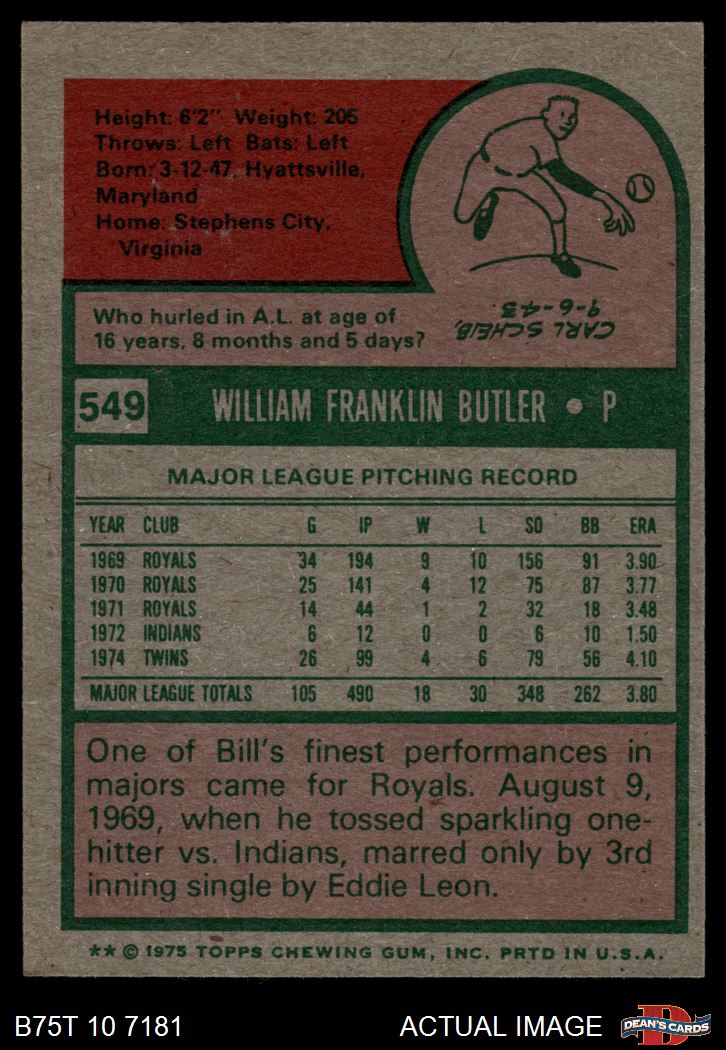 Height: 6'2" Weight: 205
Throws: Left Bats: Left
Born: 3-12-47, Hyattsville,
Maryland
Home: Stephens City,
Virginia
Who hurled in A.L. at age of
16 years, 8 months and 5 days?
CARL SCHEIB,
9-6-43.
549 WILLIAM FRANKLIN BUTLER • P
MAJOR LEAGUE PITCHING RECORD
YEAR CLUB G IP W L SO BB ERA
1969 ROYALS 34 194 9 10 156 91 3.90
1970 ROYALS 25 141 4 12 75 87 3.77
1971 ROYALS 14 44 1 2 32 18 3.48
1972 INDIANS 6 12 0 0 6 10 1.50
1974 TWINS 26 99 4 6 79 56 4.10
MAJOR LEAGUE TOTALS 105 490 18 30 348 262 3.80
One of Bill's finest performances in
majors came for Royals. August 9,
1969, when he tossed sparkling one-
hitter vs. Indians, marred only by 3rd
inning single by Eddie Leon.
** © 1975 TOPPS CHEWING GUM, INC. PRTD IN U.S.A.
B75T 10 7181 ACTUAL IMAGE D DEAN'S CARDS